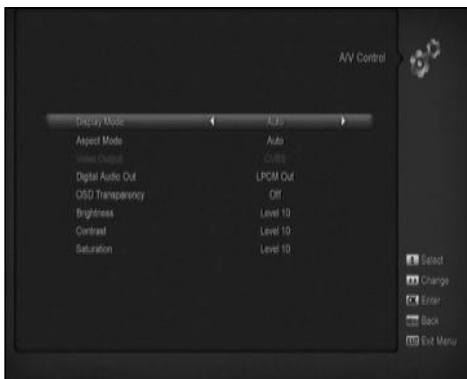 A/V Control
Display Mode Auto
Aspect Mode Auto
Video Output CVBS
Digital Audio Out LPCM Out
OSD Transparency Off
Brightness Level 10
Contrast Level 10
Saturation Level 10
Select
Change
OK Enter
Back
EXIT Exit Menu